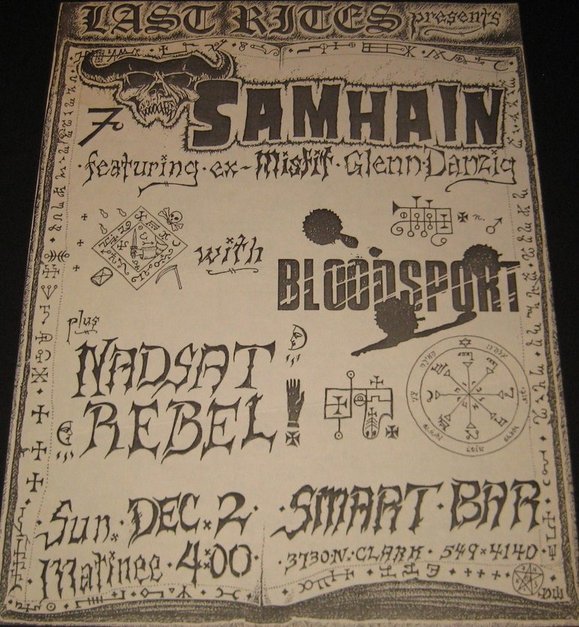 LAST RITES presents
SAMHAIN
featuring · ex-Misfit · Glenn · Danzig
with
BLOODSPORT
plus
NADSAT
REBEL
Sun. DEC. 2
Matinee 4:00
SMART BAR
3730 N. CLARK · 549 4140